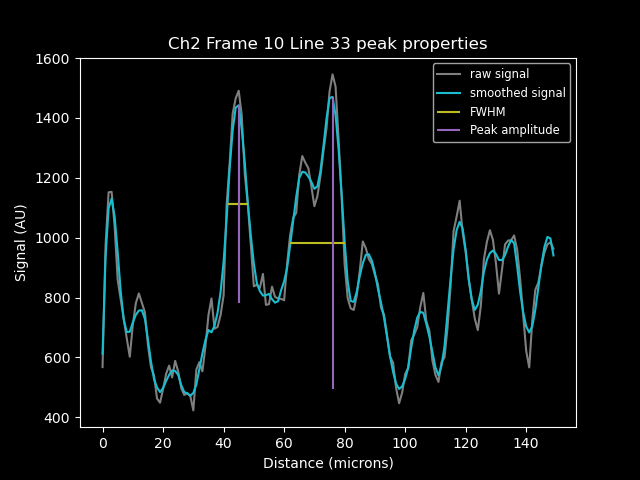 Ch2 Frame 10 Line 33 peak properties
1600
1400
1200
1000
800
600
400
Signal (AU)
raw signal
smoothed signal
FWHM
Peak amplitude
0 20 40 60 80 100 120 140
Distance (microns)